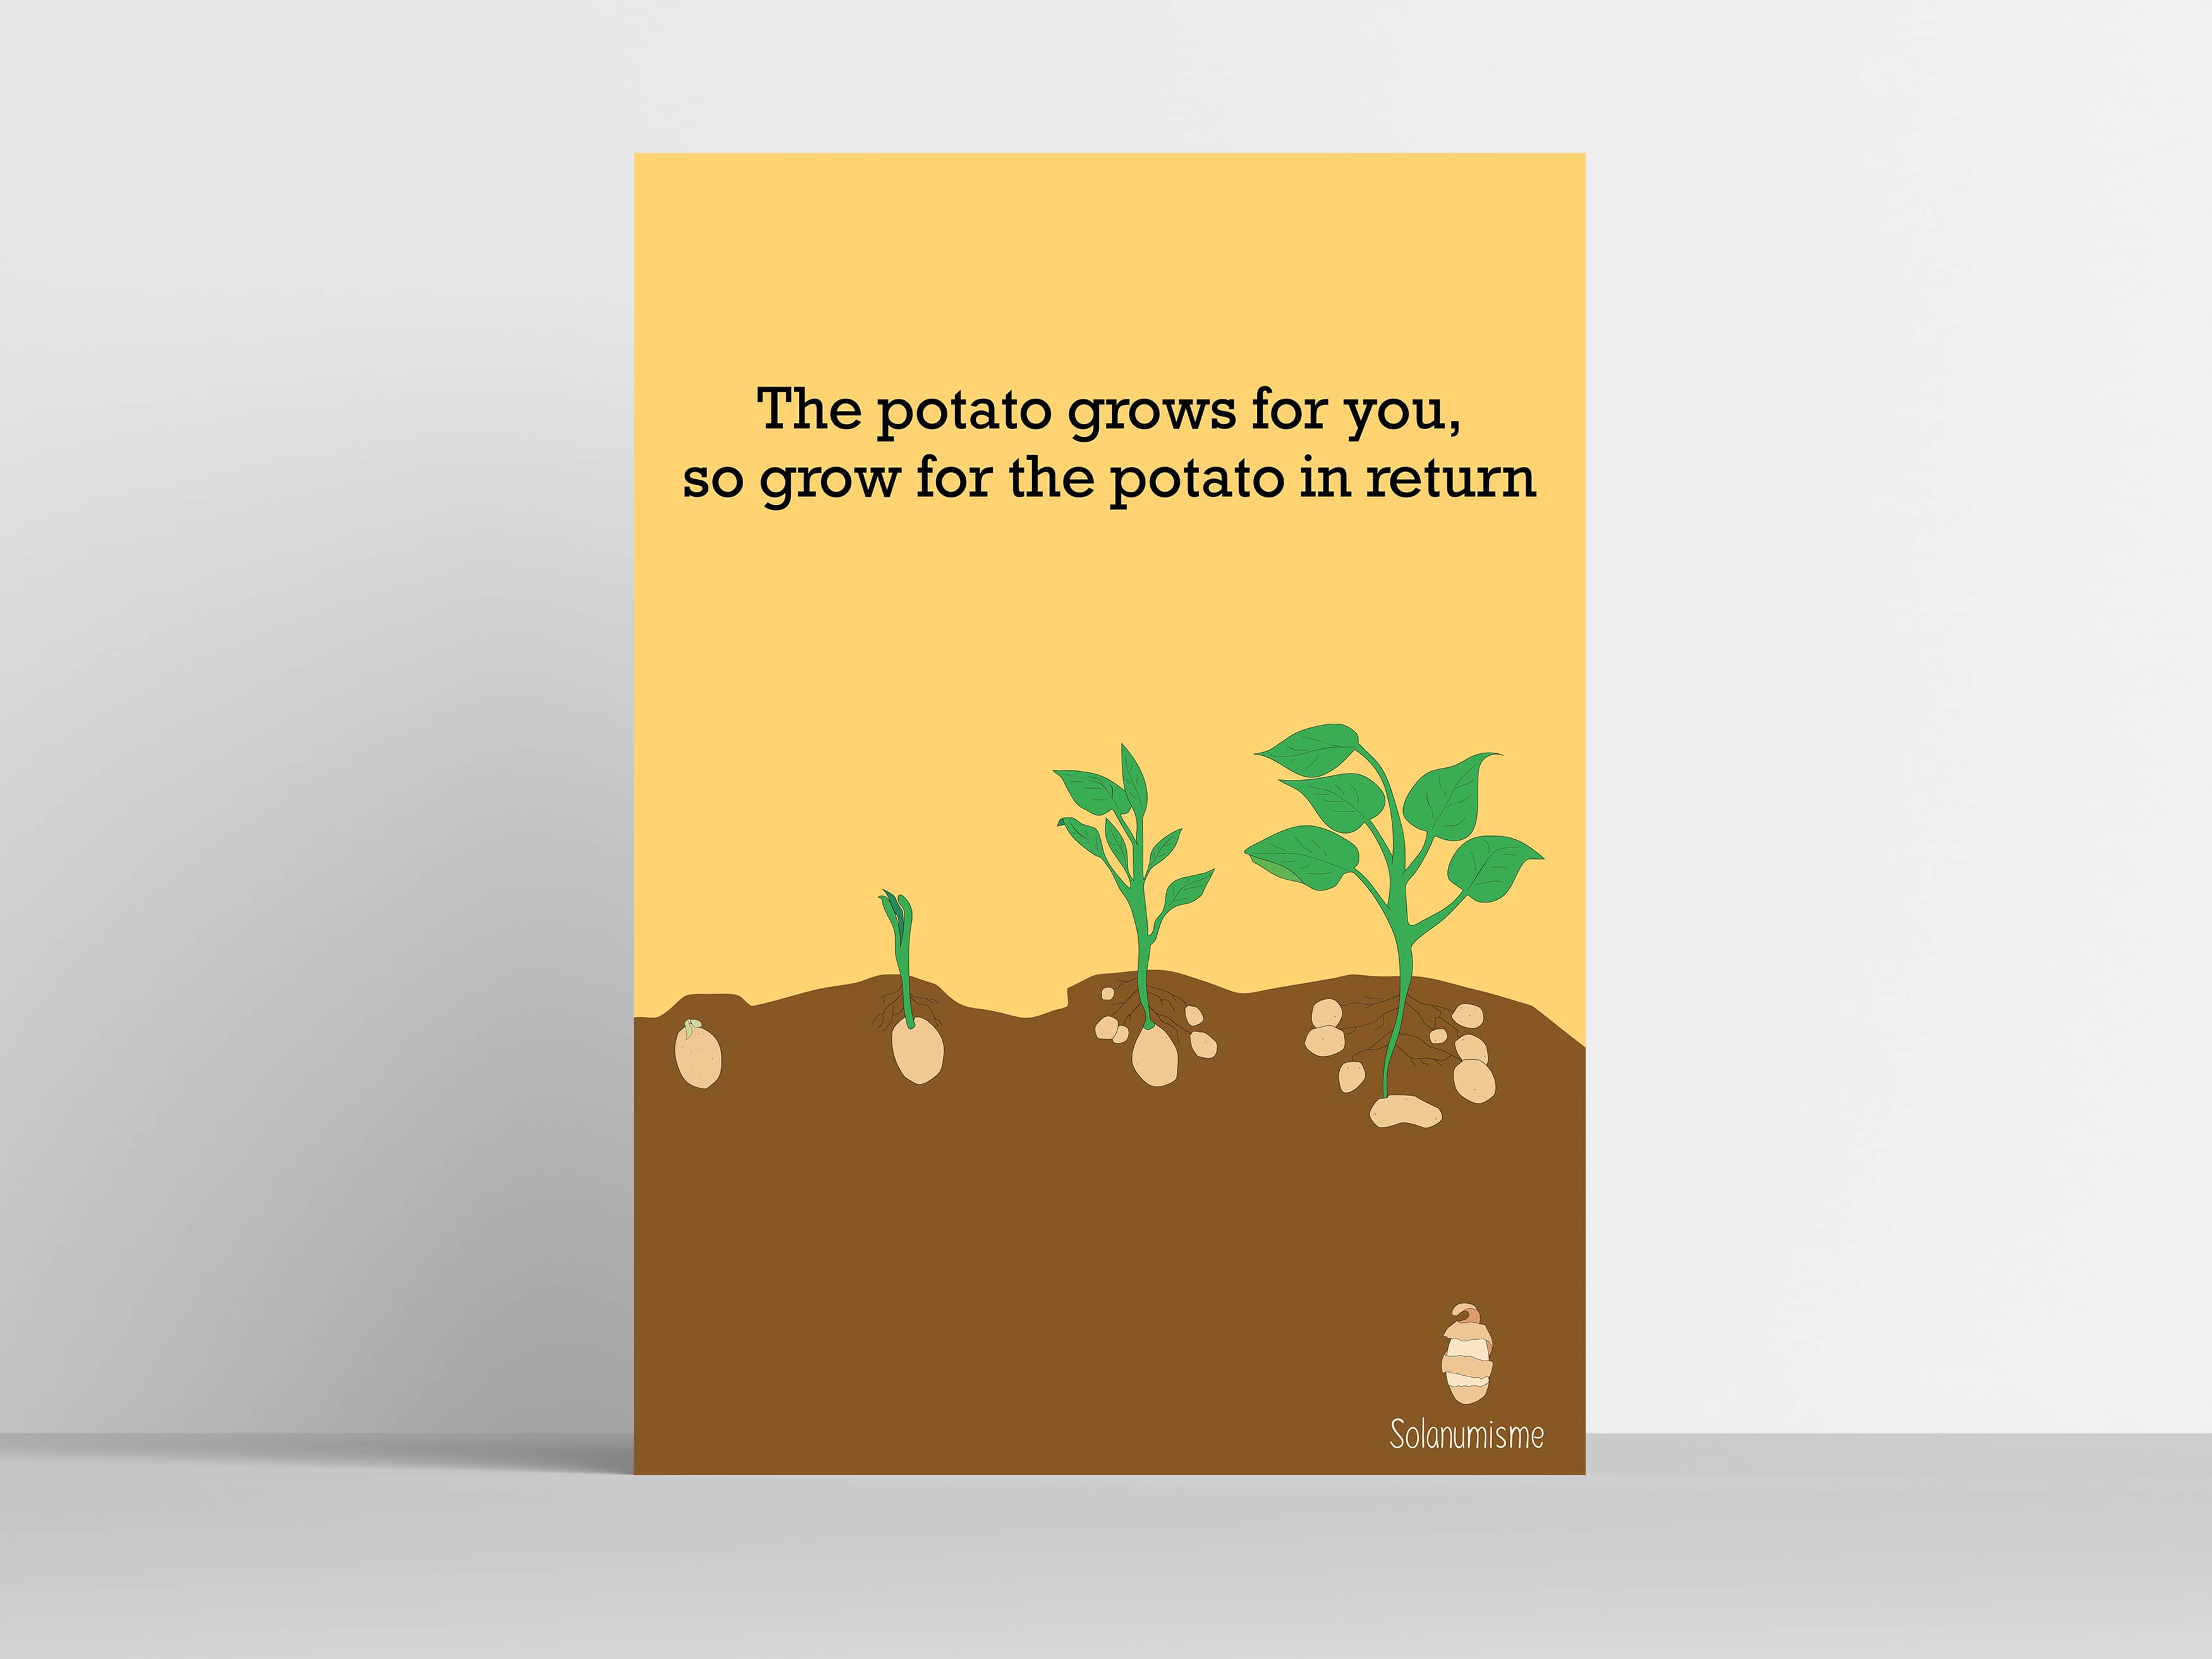 The potato grows for you,
so grow for the potato in return
Solanumisme